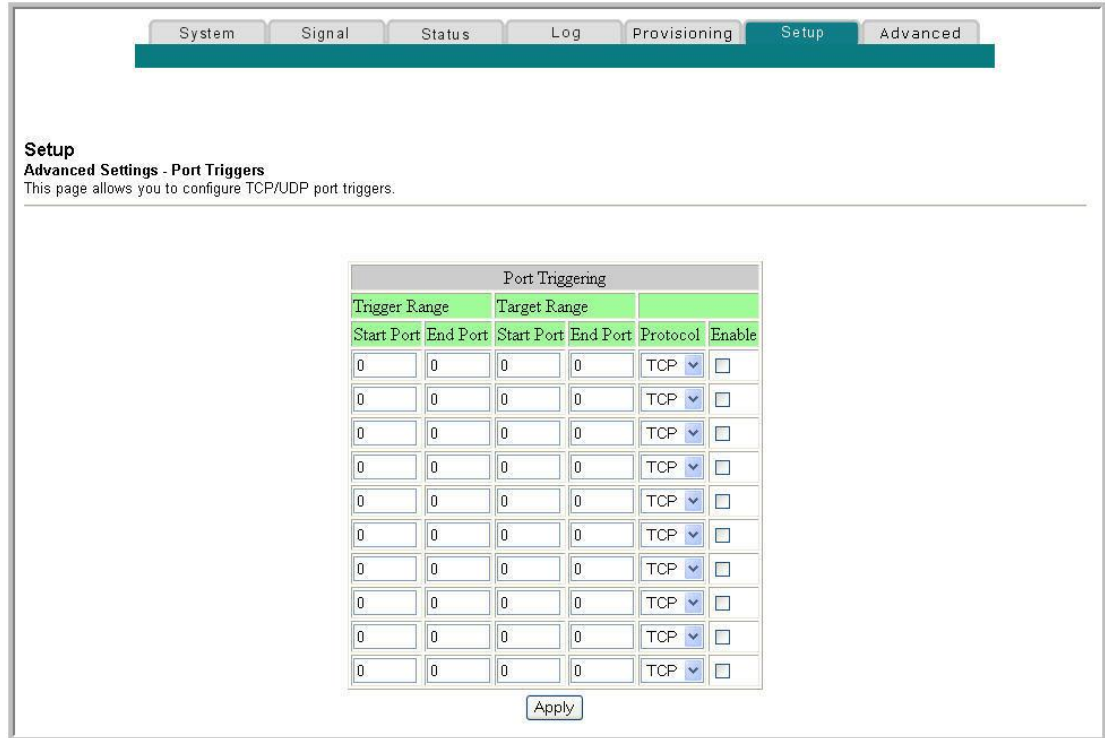 System Signal Status Log Provisioning Setup Advanced
Setup
Advanced Settings - Port Triggers
This page allows you to configure TCP/UDP port triggers.
Port Triggering
Trigger Range Target Range
Start Port End Port Start Port End Port Protocol Enable
0 0 0 0 TCP
0 0 0 0 TCP
0 0 0 0 TCP
0 0 0 0 TCP
0 0 0 0 TCP
0 0 0 0 TCP
0 0 0 0 TCP
0 0 0 0 TCP
0 0 0 0 TCP
0 0 0 0 TCP
Apply